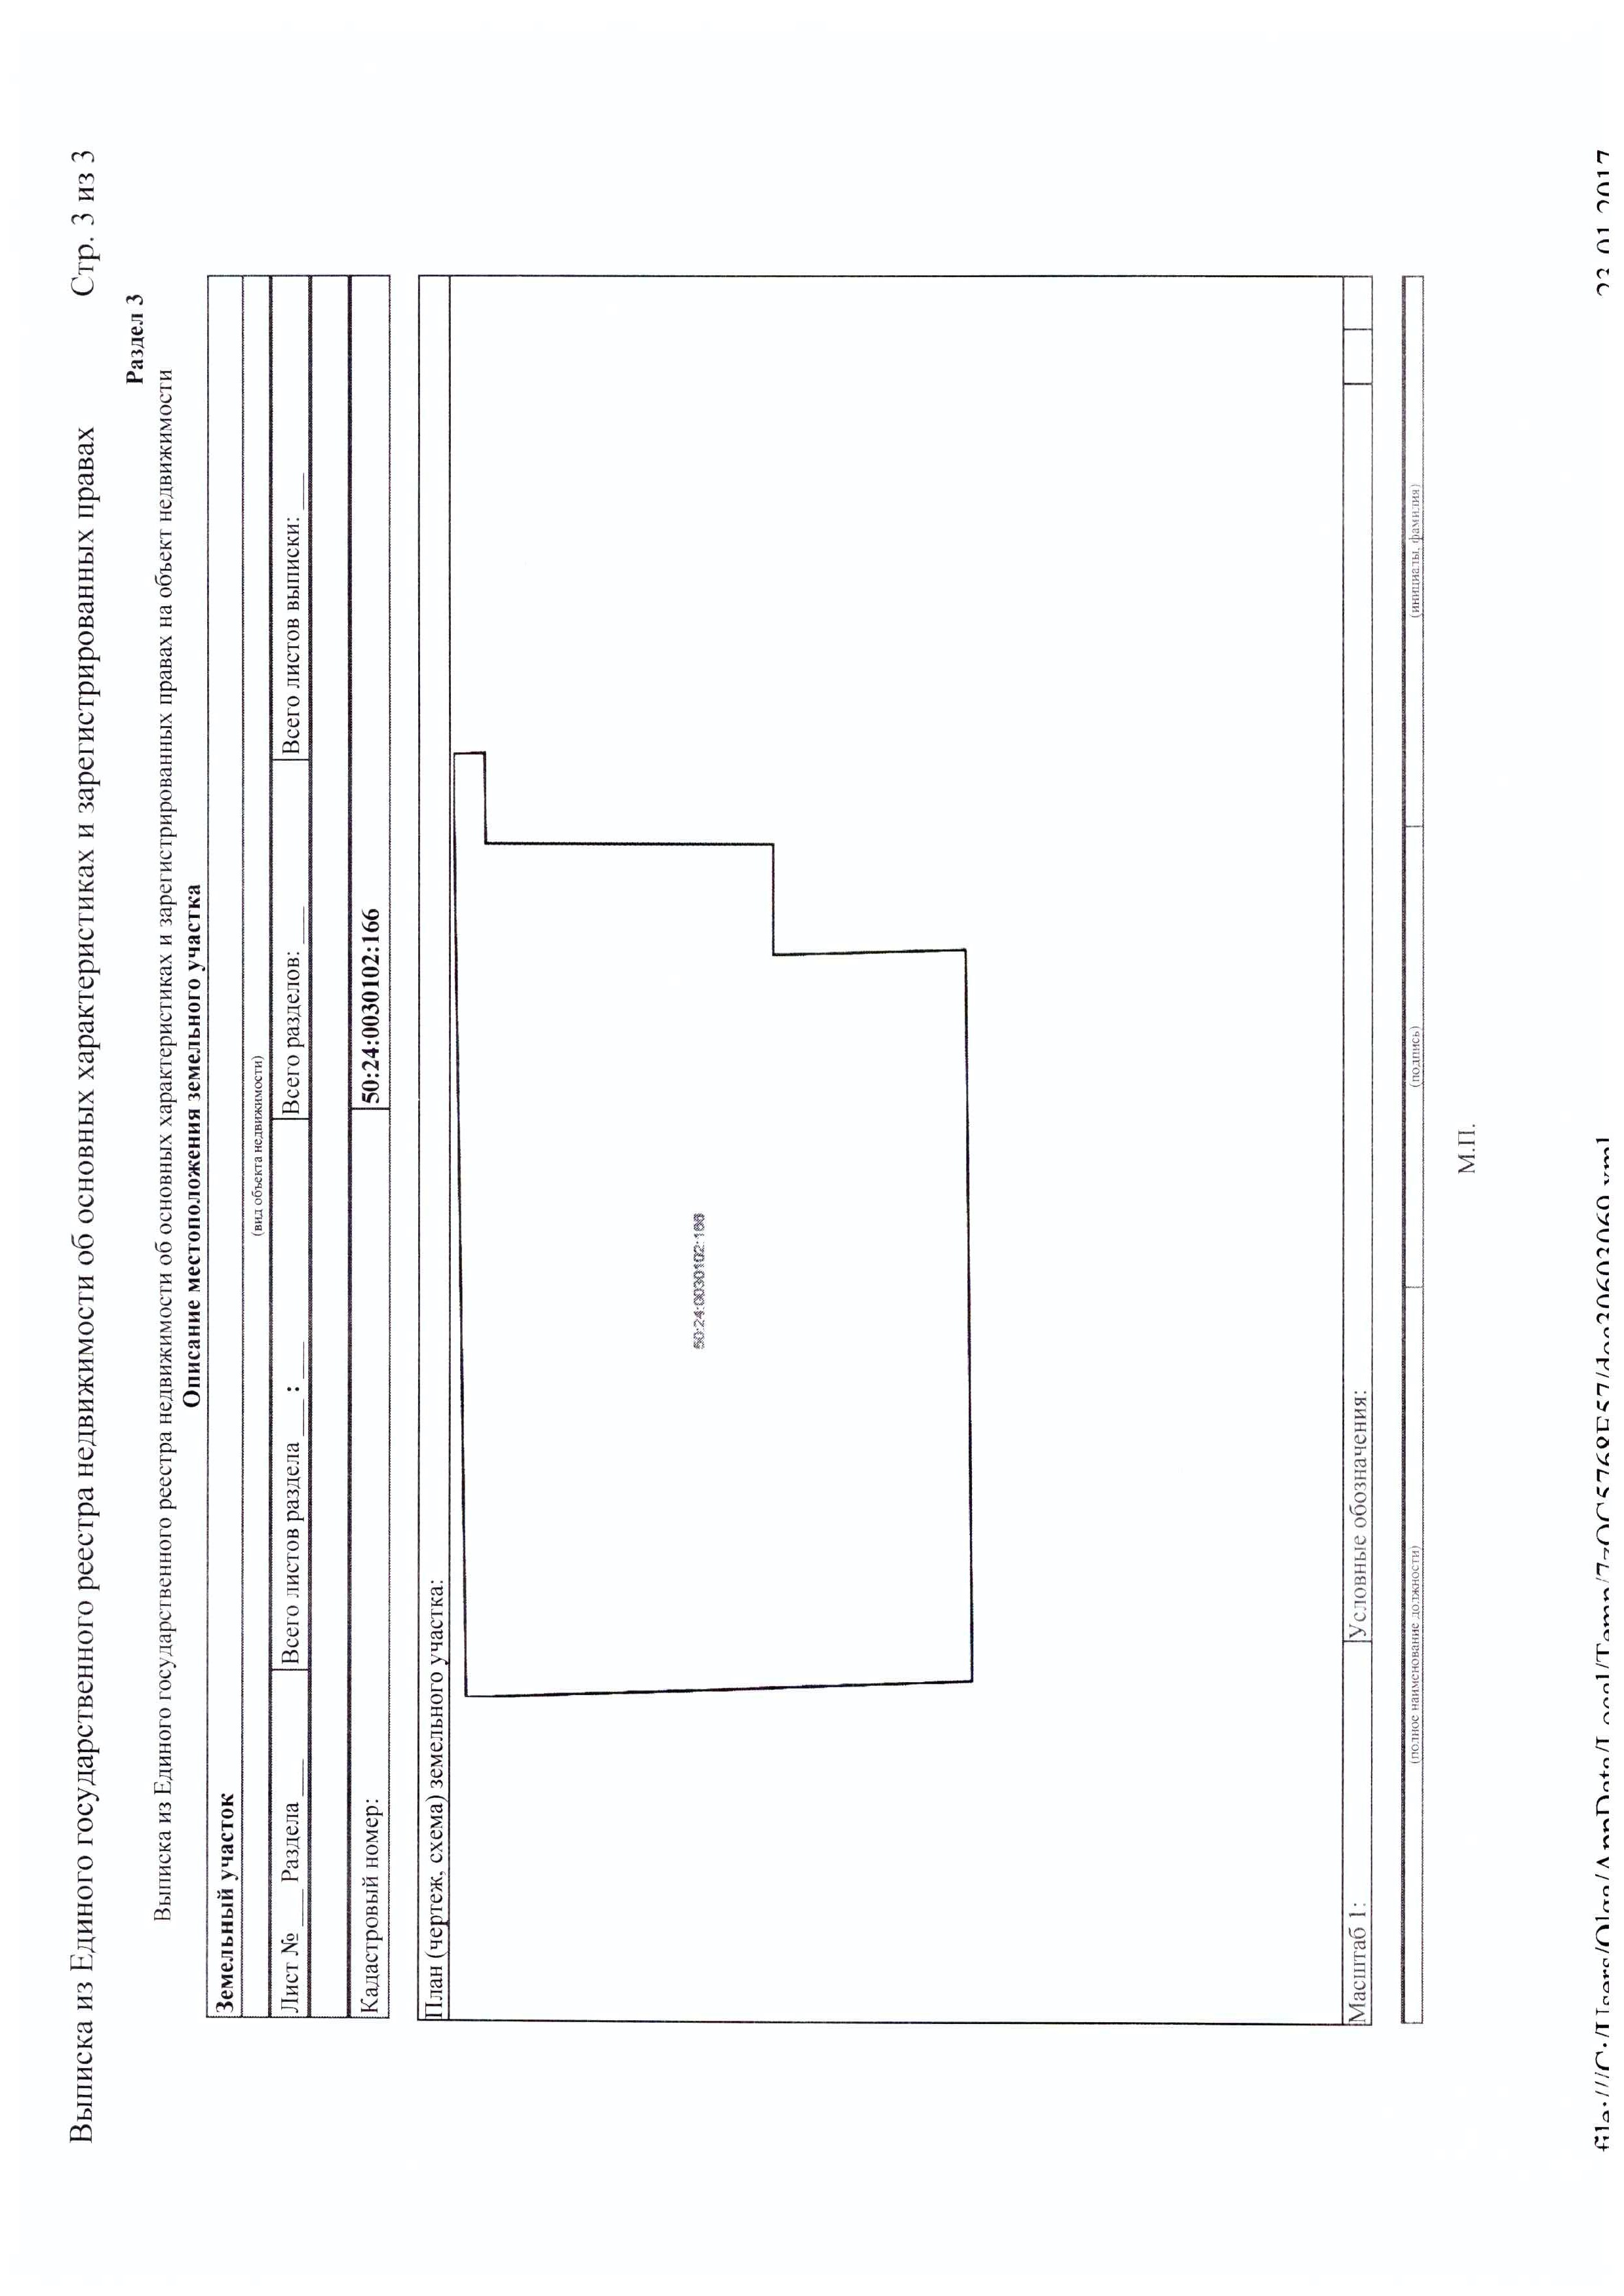 Выписка из Единого государственного реестра недвижимости об основных характеристиках и зарегистрированных правах Стр. 3 из 3
Раздел 3
Выписка из Единого государственного реестра недвижимости об основных характеристиках и зарегистрированных правах на объект недвижимости
Описание местоположения земельного участка
Земельный участок
(вид объекта недвижимости)
Лист № ___ Раздела ___ Всего листов раздела ___ : ___ Всего разделов: ___ Всего листов выписки: ___
Кадастровый номер: 50:24:0030102:166
План (чертеж, схема) земельного участка:
50:24:0030102:166
Масштаб 1: Условные обозначения:
(полное наименование должности) (подпись) (инициалы, фамилия)
М.П.
23.01.2017